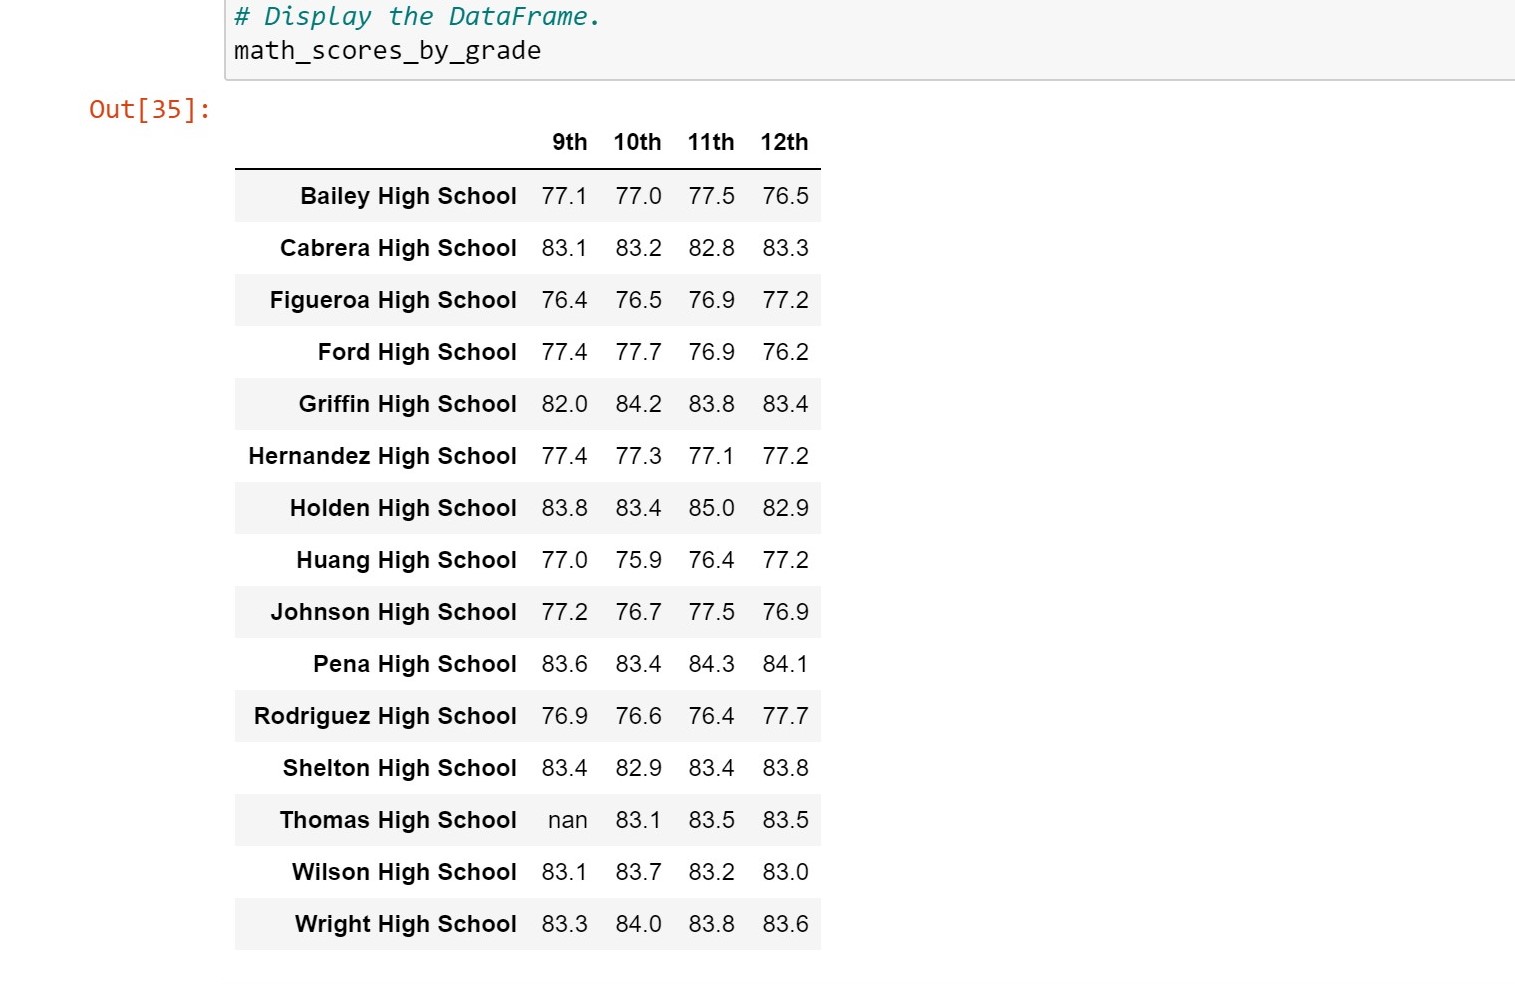 # Display the DataFrame.
math_scores_by_grade
Out[35]:
9th 10th 11th 12th
Bailey High School 77.1 77.0 77.5 76.5
Cabrera High School 83.1 83.2 82.8 83.3
Figueroa High School 76.4 76.5 76.9 77.2
Ford High School 77.4 77.7 76.9 76.2
Griffin High School 82.0 84.2 83.8 83.4
Hernandez High School 77.4 77.3 77.1 77.2
Holden High School 83.8 83.4 85.0 82.9
Huang High School 77.0 75.9 76.4 77.2
Johnson High School 77.2 76.7 77.5 76.9
Pena High School 83.6 83.4 84.3 84.1
Rodriguez High School 76.9 76.6 76.4 77.7
Shelton High School 83.4 82.9 83.4 83.8
Thomas High School nan 83.1 83.5 83.5
Wilson High School 83.1 83.7 83.2 83.0
Wright High School 83.3 84.0 83.8 83.6